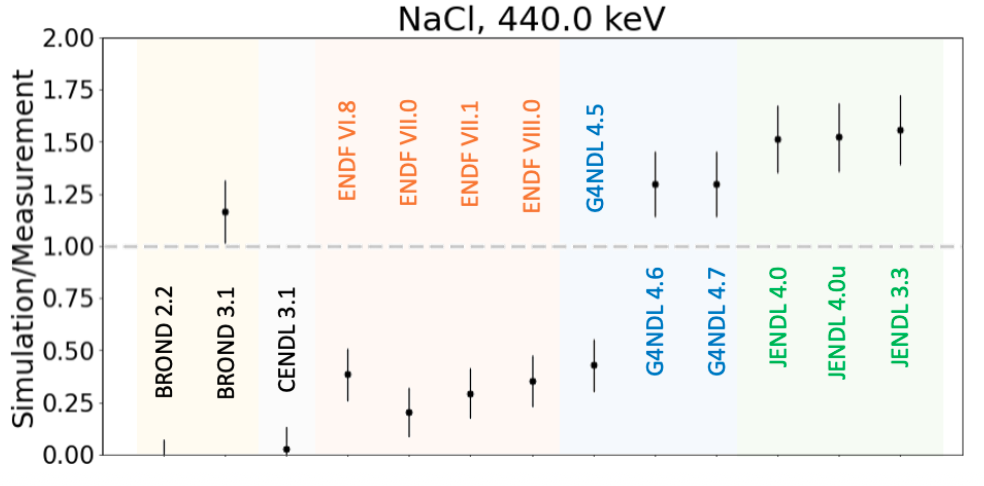 NaCl, 440.0 keV
Simulation/Measurement
2.00
1.75
1.50
1.25
1.00
0.75
0.50
0.25
0.00
BROND 2.2
BROND 3.1
CENDL 3.1
ENDF VI.8
ENDF VII.0
ENDF VII.1
ENDF VIII.0
G4NDL 4.5
G4NDL 4.6
G4NDL 4.7
JENDL 4.0
JENDL 4.0u
JENDL 3.3